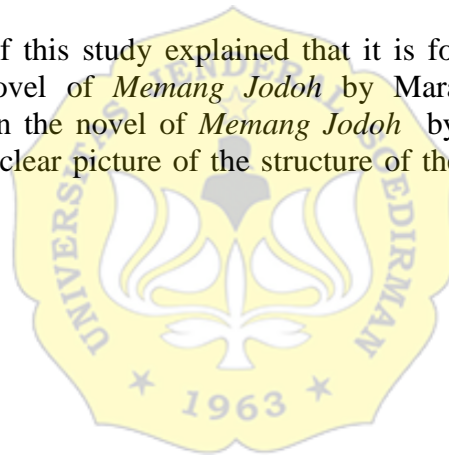 f this study explained that it is fo
ovel of Memang Jodoh by Mara
n the novel of Memang Jodoh by
clear picture of the structure of the
UNIVERSITAS JENDERAL SOEDIRMAN
1963